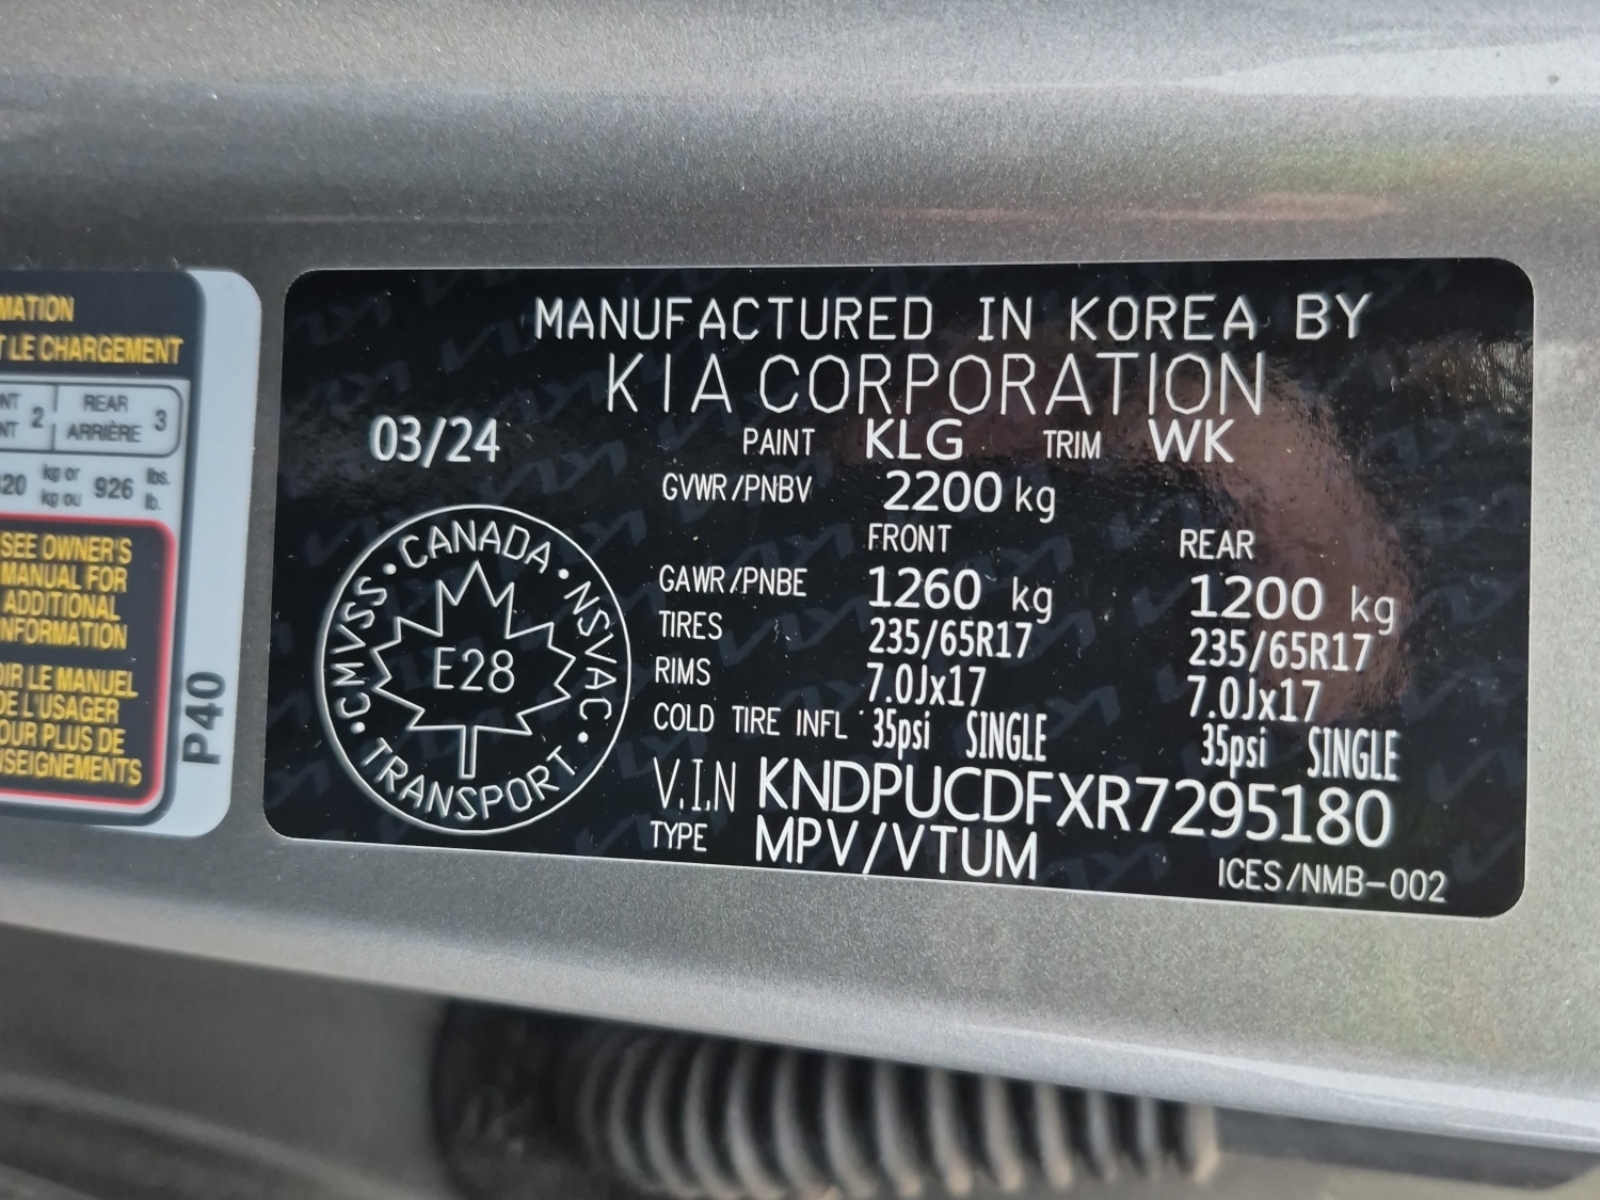 MATION
T LE CHARGEMENT
NT 2 REAR 3
NT ARRIÈRE
20 kg or 926 lbs.
kg ou lb.
SEE OWNER'S
MANUAL FOR
ADDITIONAL
INFORMATION
OIR LE MANUEL
DE L'USAGER
OUR PLUS DE
NSEIGNEMENTS
P40
MANUFACTURED IN KOREA BY
KIA CORPORATION
03/24 PAINT KLG TRIM WK
GVWR/PNBV 2200 kg
FRONT REAR
GAWR/PNBE 1260 kg 1200 kg
TIRES 235/65R17 235/65R17
RIMS 7.0Jx17 7.0Jx17
COLD TIRE INFL 35psi SINGLE 35psi SINGLE
V.I.N KNDPUCDFXR7295180
TYPE MPV/VTUM
ICES/NMB-002
CMVSS • CANADA • NSVAC • TRANSPORT •
E28